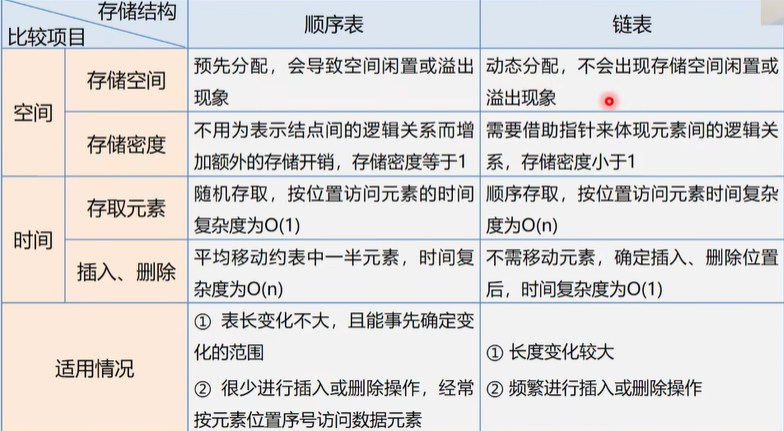 存储结构
比较项目
顺序表
链表
空间
存储空间
预先分配，会导致空间闲置或溢出
现象
动态分配，不会出现存储空间闲置或
溢出现象
存储密度
不用为表示结点间的逻辑关系而增
加额外的存储开销，存储密度等于1
需要借助指针来体现元素间的逻辑关
系，存储密度小于1
时间
存取元素
随机存取，按位置访问元素的时间
复杂度为O(1)
顺序存取，按位置访问元素时间复杂
度为O(n)
插入、删除
平均移动约表中一半元素，时间复
杂度为O(n)
不需移动元素，确定插入、删除位置
后，时间复杂度为O(1)
适用情况
① 表长变化不大，且能事先确定变
化的范围
② 很少进行插入或删除操作，经常
按元素位置序号访问数据元素
① 长度变化较大
② 频繁进行插入或删除操作